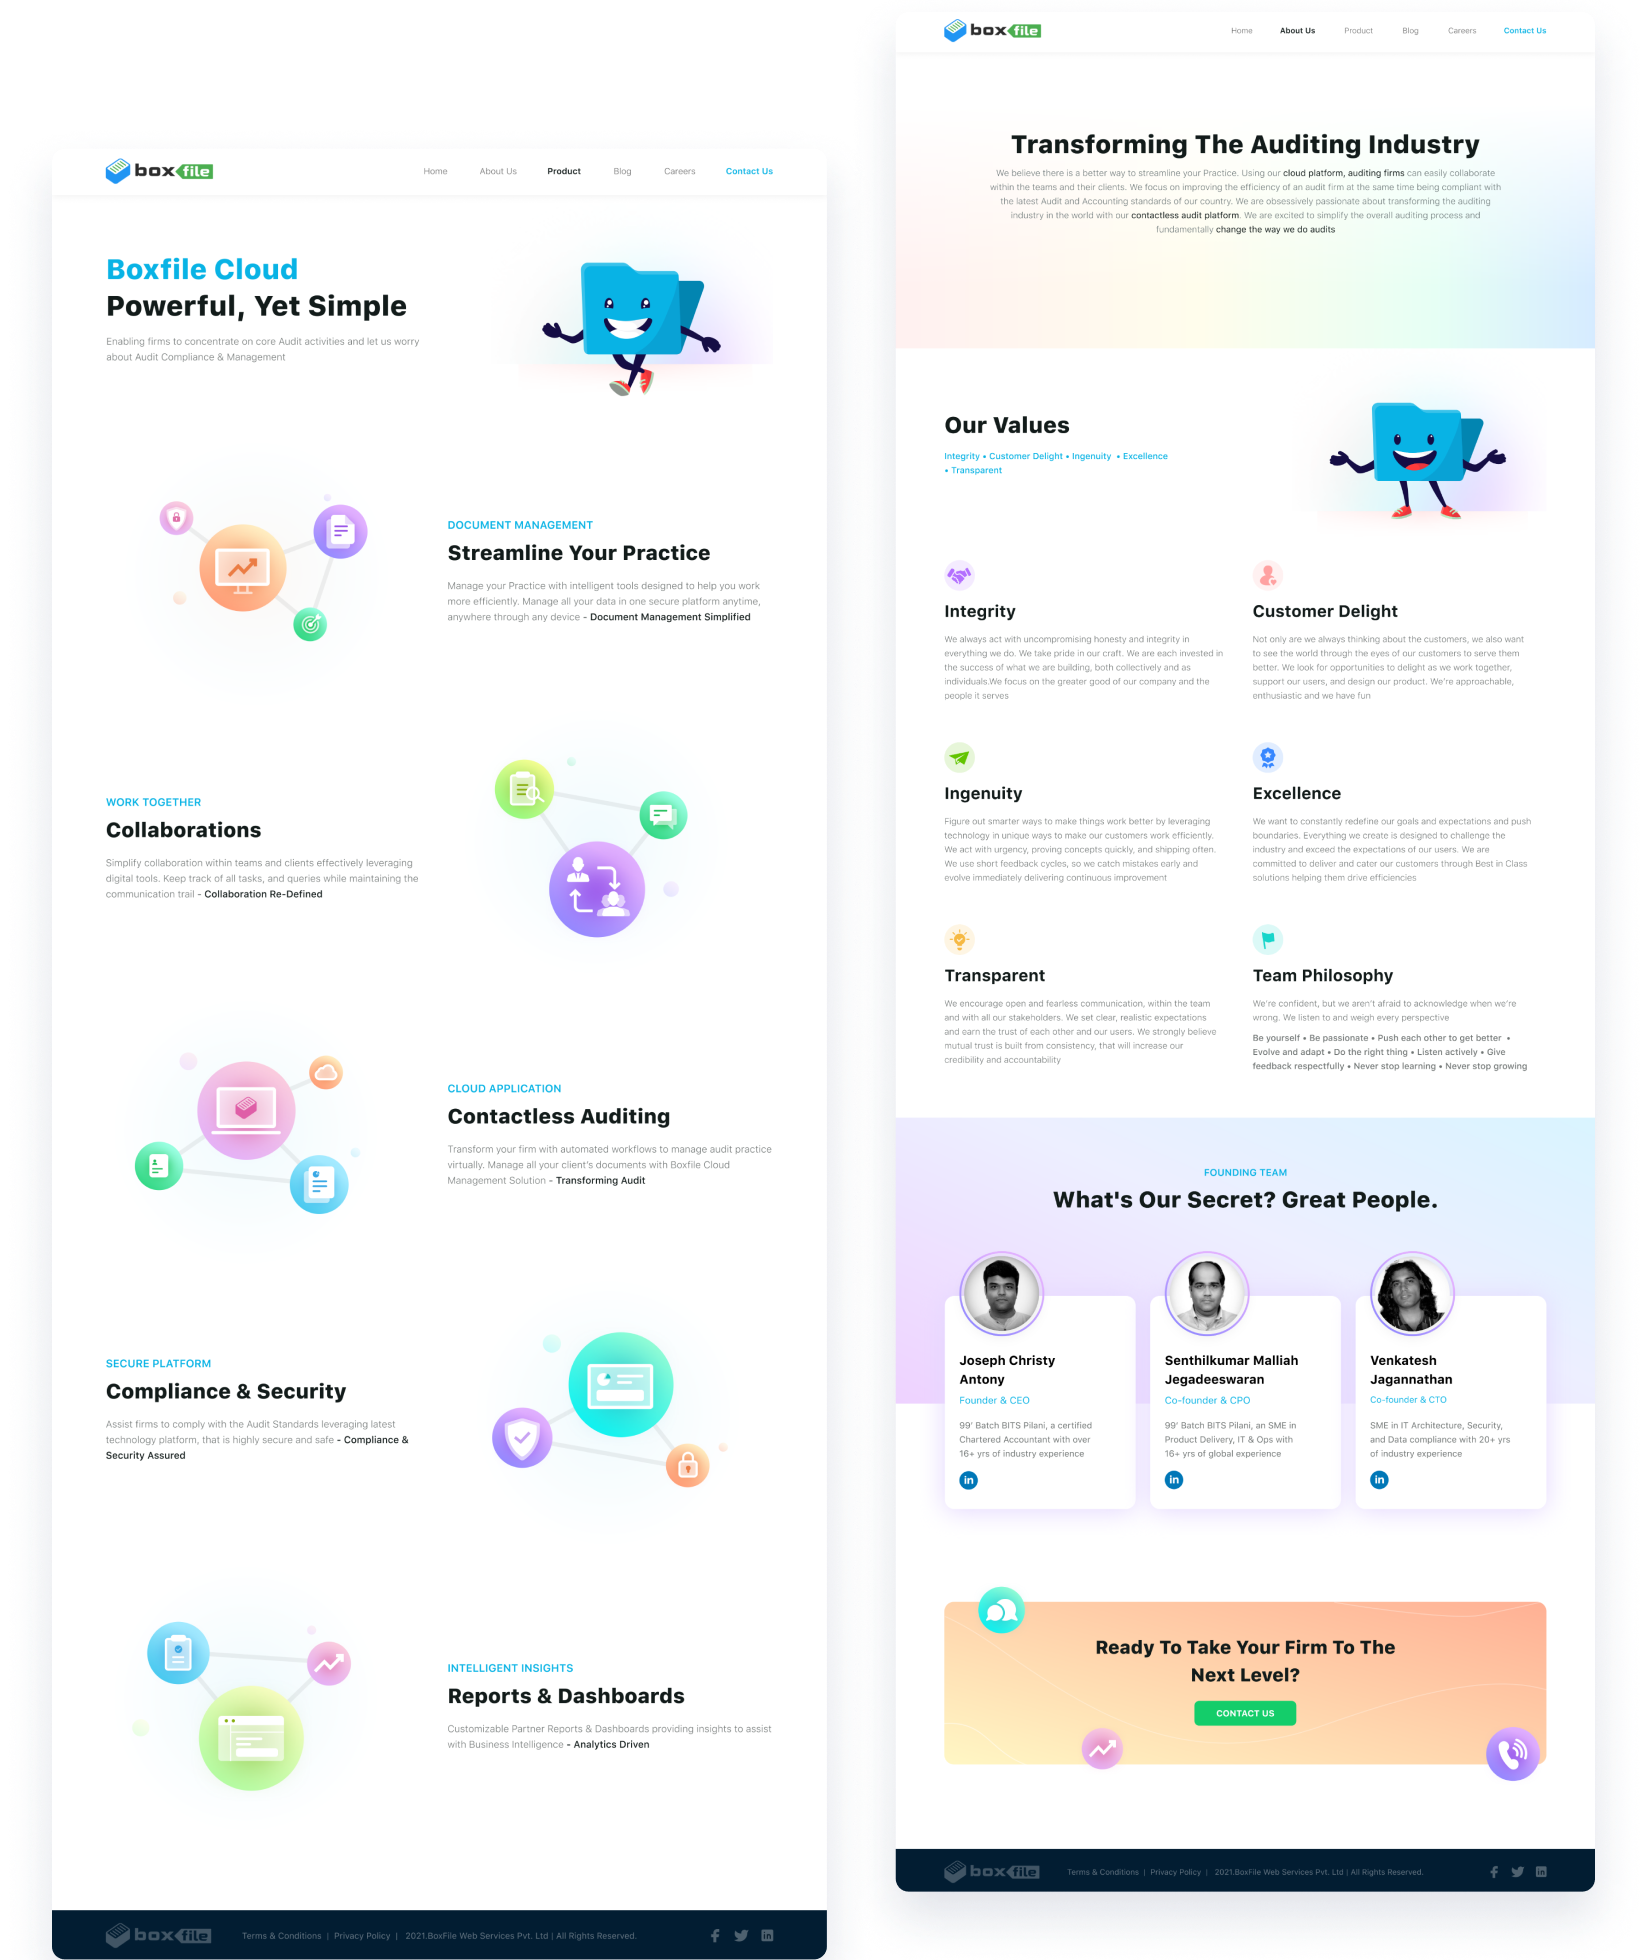 boxfile
Home About Us Product Blog Careers Contact Us
Boxfile Cloud
Powerful, Yet Simple
Enabling firms to concentrate on core Audit activities and let us worry
about Audit Compliance & Management
DOCUMENT MANAGEMENT
Streamline Your Practice
Manage your Practice with intelligent tools designed to help you work
more efficiently. Manage all your data in one secure platform anytime,
anywhere through any device - Document Management Simplified
WORK TOGETHER
Collaborations
Simplify collaboration within teams and clients effectively leveraging
digital tools. Keep track of all tasks, and queries while maintaining the
communication trail - Collaboration Re-Defined
CLOUD APPLICATION
Contactless Auditing
Transform your firm with automated workflows to manage audit practice
virtually. Manage all your client's documents with Boxfile Cloud
Management Solution - Transforming Audit
SECURE PLATFORM
Compliance & Security
Assist firms to comply with the Audit Standards leveraging latest
technology platform, that is highly secure and safe - Compliance &
Security Assured
INTELLIGENT INSIGHTS
Reports & Dashboards
Customizable Partner Reports & Dashboards providing insights to assist
with Business Intelligence - Analytics Driven
boxfile
Terms & Conditions | Privacy Policy | 2021.BoxFile Web Services Pvt. Ltd | All Rights Reserved.
boxfile
Home About Us Product Blog Careers Contact Us
Transforming The Auditing Industry
We believe there is a better way to streamline your Practice. Using our cloud platform, auditing firms can easily collaborate
within the teams and their clients. We focus on improving the efficiency of an audit firm at the same time being compliant with
the latest Audit and Accounting standards of our country. We are obsessively passionate about transforming the auditing
industry in the world with our contactless audit platform. We are excited to simplify the overall auditing process and
fundamentally change the way we do audits
Our Values
Integrity • Customer Delight • Ingenuity • Excellence
• Transparent
Integrity
We always act with uncompromising honesty and integrity in
everything we do. We take pride in our craft. We are each invested in
the success of what we are building, both collectively and as
individuals.We focus on the greater good of our company and the
people it serves
Customer Delight
Not only are we always thinking about the customers, we also want
to see the world through the eyes of our customers to serve them
better. We look for opportunities to delight as we work together,
support our users, and design our product. We're approachable,
enthusiastic and we have fun
Ingenuity
Figure out smarter ways to make things work better by leveraging
technology in unique ways to make our customers work efficiently.
We act with urgency, proving concepts quickly, and shipping often.
We use short feedback cycles, so we catch mistakes early and
evolve immediately delivering continuous improvement
Excellence
We want to constantly redefine our goals and expectations and push
boundaries. Everything we create is designed to challenge the
industry and exceed the expectations of our users. We are
committed to deliver and cater our customers through Best in Class
solutions helping them drive efficiencies
Transparent
We encourage open and fearless communication, within the team
and with all our stakeholders. We set clear, realistic expectations
and earn the trust of each other and our users. We strongly believe
mutual trust is built from consistency, that will increase our
credibility and accountability
Team Philosophy
We're confident, but we aren't afraid to acknowledge when we're
wrong. We listen to and weigh every perspective
Be yourself • Be passionate • Push each other to get better •
Evolve and adapt • Do the right thing • Listen actively • Give
feedback respectfully • Never stop learning • Never stop growing
FOUNDING TEAM
What's Our Secret? Great People.
Joseph Christy
Antony
Founder & CEO
99' Batch BITS Pilani, a certified
Chartered Accountant with over
16+ yrs of industry experience
in
Senthilkumar Malliah
Jegadeeswaran
Co-founder & CPO
99' Batch BITS Pilani, an SME in
Product Delivery, IT & Ops with
16+ yrs of global experience
in
Venkatesh
Jagannathan
Co-founder & CTO
SME in IT Architecture, Security,
and Data compliance with 20+ yrs
of industry experience
in
Ready To Take Your Firm To The
Next Level?
CONTACT US
boxfile
Terms & Conditions | Privacy Policy | 2021.BoxFile Web Services Pvt. Ltd | All Rights Reserved.